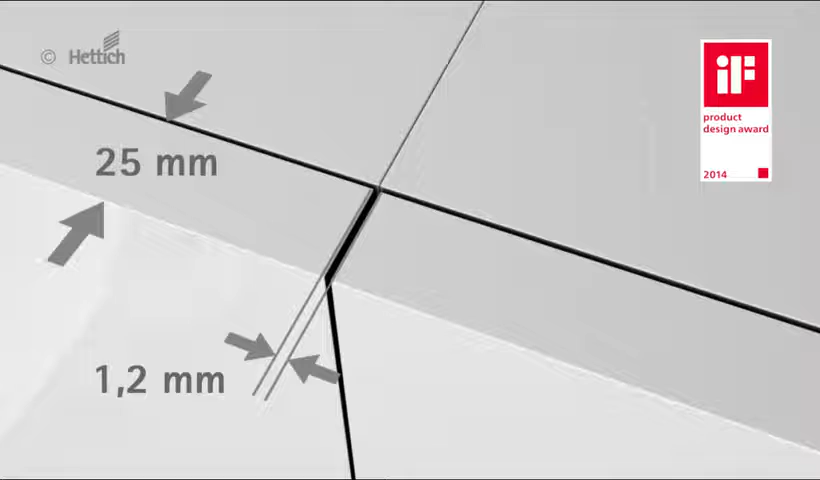 © Hettich
iF
product
design award
2014
25 mm
1,2 mm